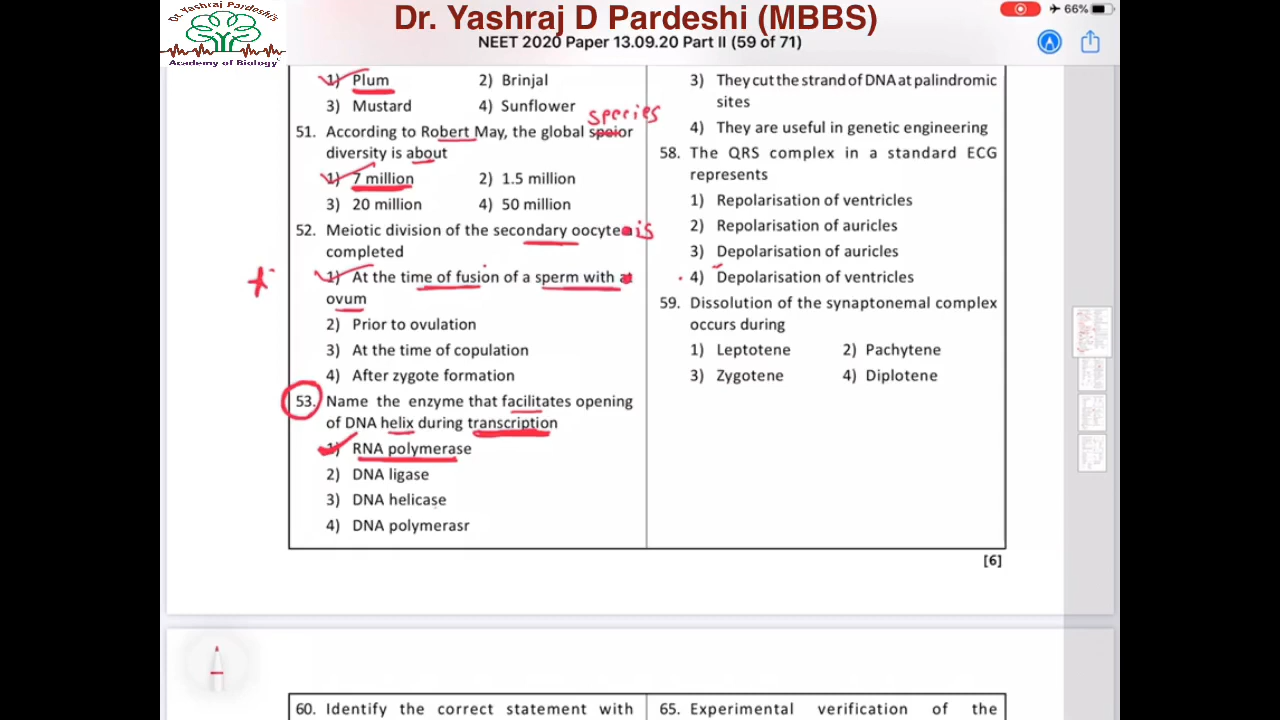 Dr. Yashraj Pardeshi's
Academy of Biology
Dr. Yashraj D Pardeshi (MBBS)
NEET 2020 Paper 13.09.20 Part II (59 of 71)
66%
1) Plum 2) Brinjal
3) Mustard 4) Sunflower
species
51. According to Robert May, the global speior
diversity is about
1) 7 million 2) 1.5 million
3) 20 million 4) 50 million
52. Meiotic division of the secondary oocyte is
completed
1) At the time of fusion of a sperm with a
ovum
2) Prior to ovulation
3) At the time of copulation
4) After zygote formation
53. Name the enzyme that facilitates opening
of DNA helix during transcription
1) RNA polymerase
2) DNA ligase
3) DNA helicase
4) DNA polymerasr
3) They cut the strand of DNA at palindromic
sites
4) They are useful in genetic engineering
58. The QRS complex in a standard ECG
represents
1) Repolarisation of ventricles
2) Repolarisation of auricles
3) Depolarisation of auricles
4) Depolarisation of ventricles
59. Dissolution of the synaptonemal complex
occurs during
1) Leptotene 2) Pachytene
3) Zygotene 4) Diplotene
[6]
60. Identify the correct statement with
65. Experimental verification of the